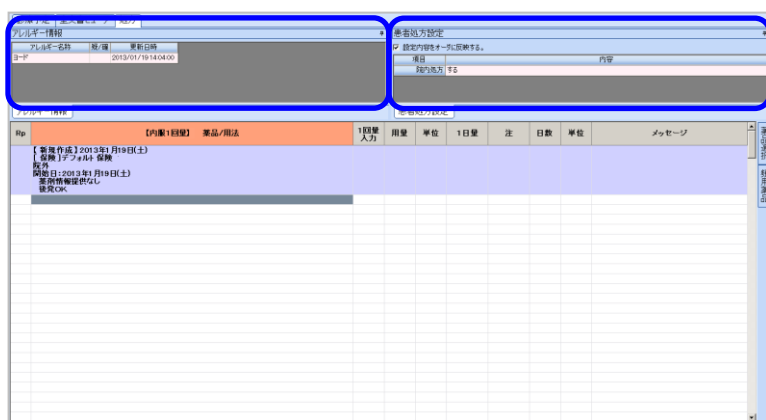 処方
アレルギー情報
患者処方設定
アレルギー名称 疑/確 更新日時
ヨード 2013/01/19 14:04:00
設定内容をオーダに反映する。
項目 内容
院内処方 する
アレルギー情報
患者処方設定
Rp 【内服1回量】 薬品/用法 1回量入力 用量 単位 1日量 注 日数 単位 メッセージ
【 新規作成 】2013年1月19日(土)
【 保険 】デフォルト 保険
院外
開始日:2013年1月19日(土)
薬剤情報提供なし
後発OK
薬品選択